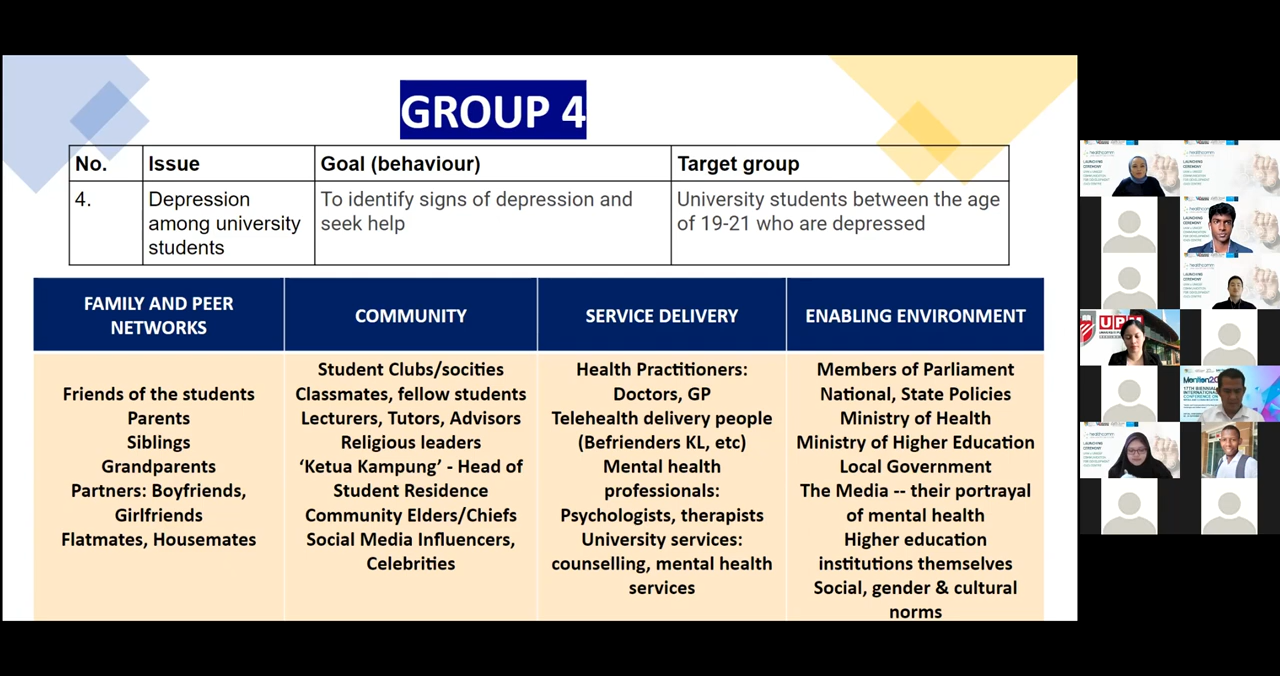 GROUP 4
No. Issue Goal (behaviour) Target group
4. Depression among university students
To identify signs of depression and
seek help
University students between the age
of 19-21 who are depressed
FAMILY AND PEER
NETWORKS
Friends of the students
Parents
Siblings
Grandparents
Partners: Boyfriends,
Girlfriends
Flatmates, Housemates
COMMUNITY
Student Clubs/socities
Classmates, fellow students
Lecturers, Tutors, Advisors
Religious leaders
‘Ketua Kampung’ - Head of
Student Residence
Community Elders/Chiefs
Social Media Influencers,
Celebrities
SERVICE DELIVERY
Health Practitioners:
Doctors, GP
Telehealth delivery people
(Befrienders KL, etc)
Mental health
professionals:
Psychologists, therapists
University services:
counselling, mental health
services
ENABLING ENVIRONMENT
Members of Parliament
National, State Policies
Ministry of Health
Ministry of Higher Education
Local Government
The Media -- their portrayal
of mental health
Higher education
institutions themselves
Social, gender & cultural
norms
healthcomm
LAUNCHING
CEREMONY
UPM